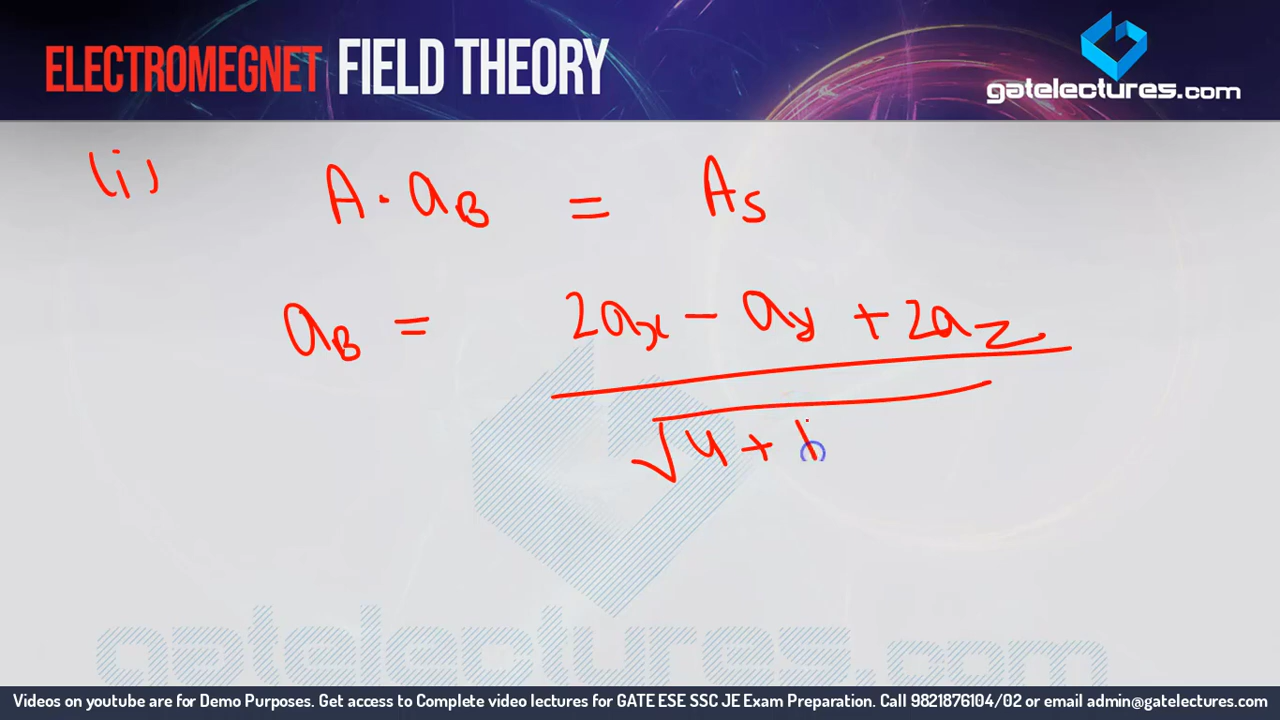 ELECTROMEGNET FIELD THEORY
gatelectures.com
(i) A · aB = As
aB = 2ax - ay + 2az
√4 + 1
gatelectures.com
Videos on youtube are for Demo Purposes. Get access to Complete video lectures for GATE ESE SSC JE Exam Preparation. Call 9821876104/02 or email admin@gatelectures.com